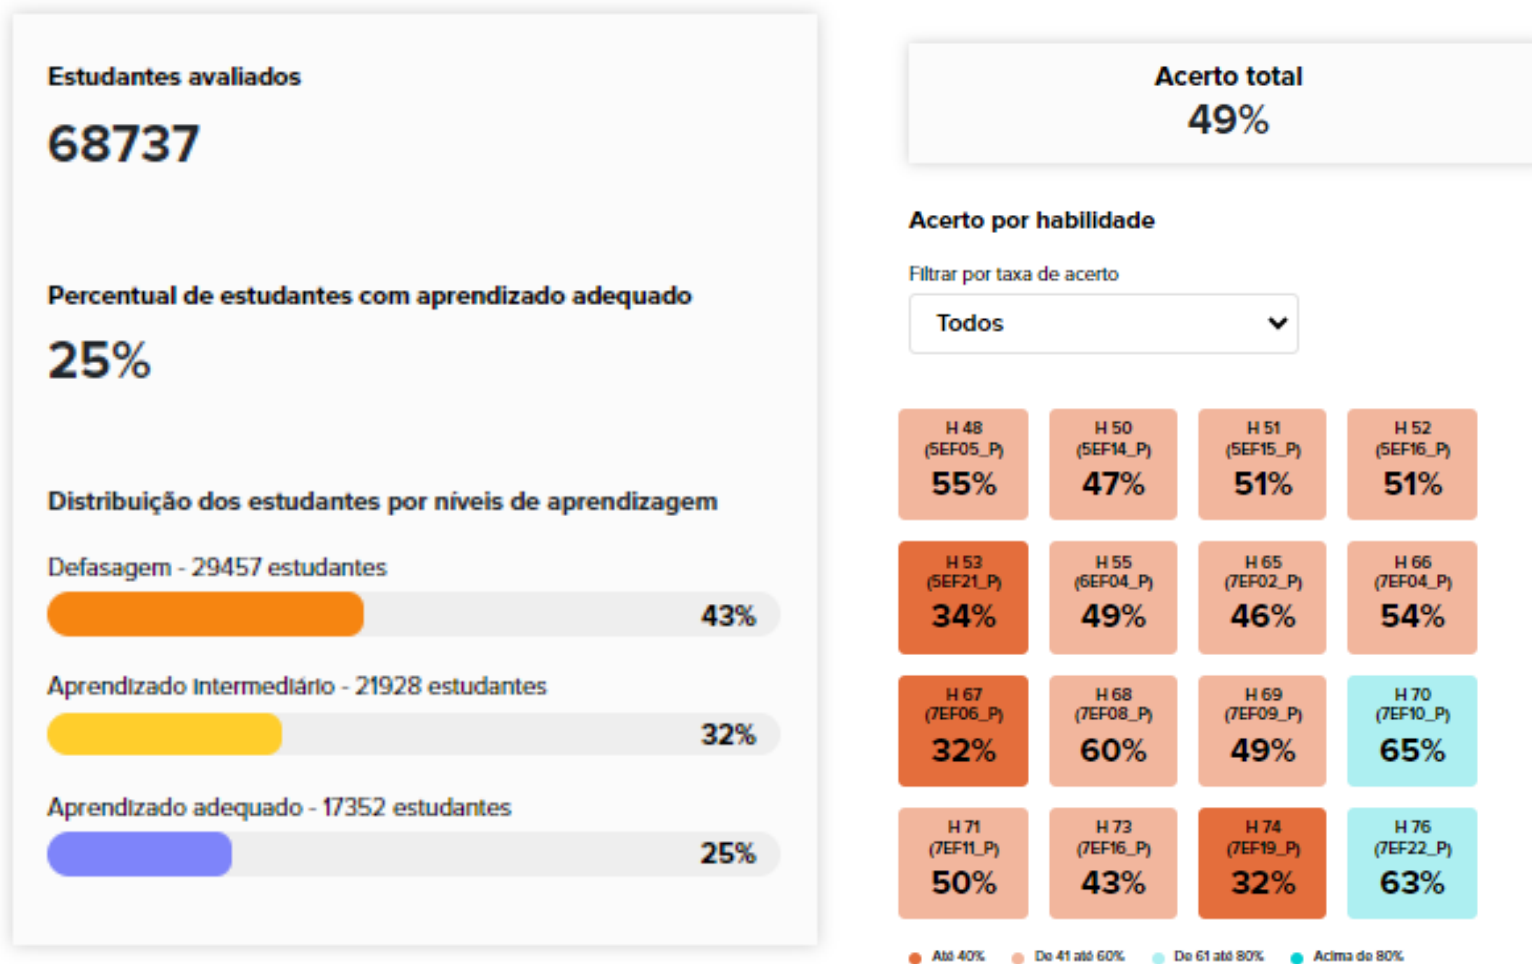 Estudantes avaliados
68737
Percentual de estudantes com aprendizado adequado
25%
Distribuição dos estudantes por níveis de aprendizagem
Defasagem - 29457 estudantes
43%
Aprendizado Intermediário - 21928 estudantes
32%
Aprendizado adequado - 17352 estudantes
25%
Acerto total
49%
Acerto por habilidade
Filtrar por taxa de acerto
Todos
H 48
(5EF05_P)
55%
H 50
(5EF14_P)
47%
H 51
(5EF15_P)
51%
H 52
(5EF16_P)
51%
H 53
(5EF21_P)
34%
H 55
(6EF04_P)
49%
H 65
(7EF02_P)
46%
H 66
(7EF04_P)
54%
H 67
(7EF06_P)
32%
H 68
(7EF08_P)
60%
H 69
(7EF09_P)
49%
H 70
(7EF10_P)
65%
H 71
(7EF11_P)
50%
H 73
(7EF16_P)
43%
H 74
(7EF19_P)
32%
H 76
(7EF22_P)
63%
Até 40% De 41 até 60% De 61 até 80% Acima de 80%